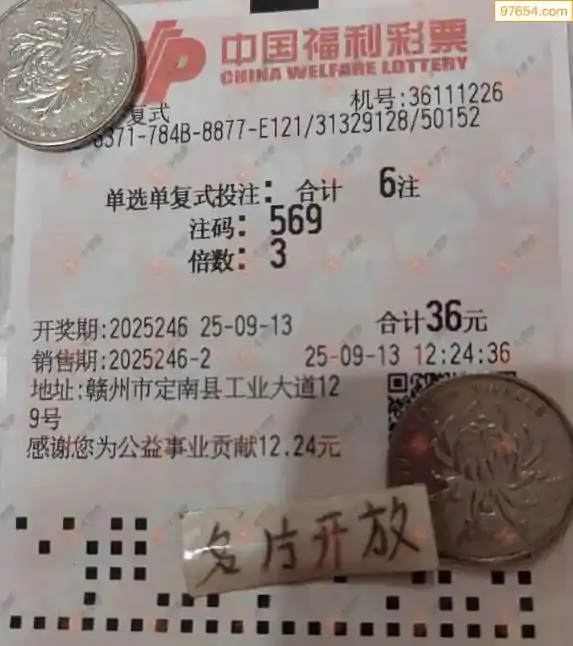 97654.com
中国福利彩票
CHINA WELFARE LOTTERY
复式
机号:36111226
8371-784B-8877-E121/31329128/50152
单选单复式投注: 合计 6注
注码: 569
倍数: 3
开奖期:2025246 25-09-13 合计36元
销售期:2025246-2 25-09-13 12:24:36
地址:赣州市定南县工业大道12
9号
感谢您为公益事业贡献12.24元
名片开放